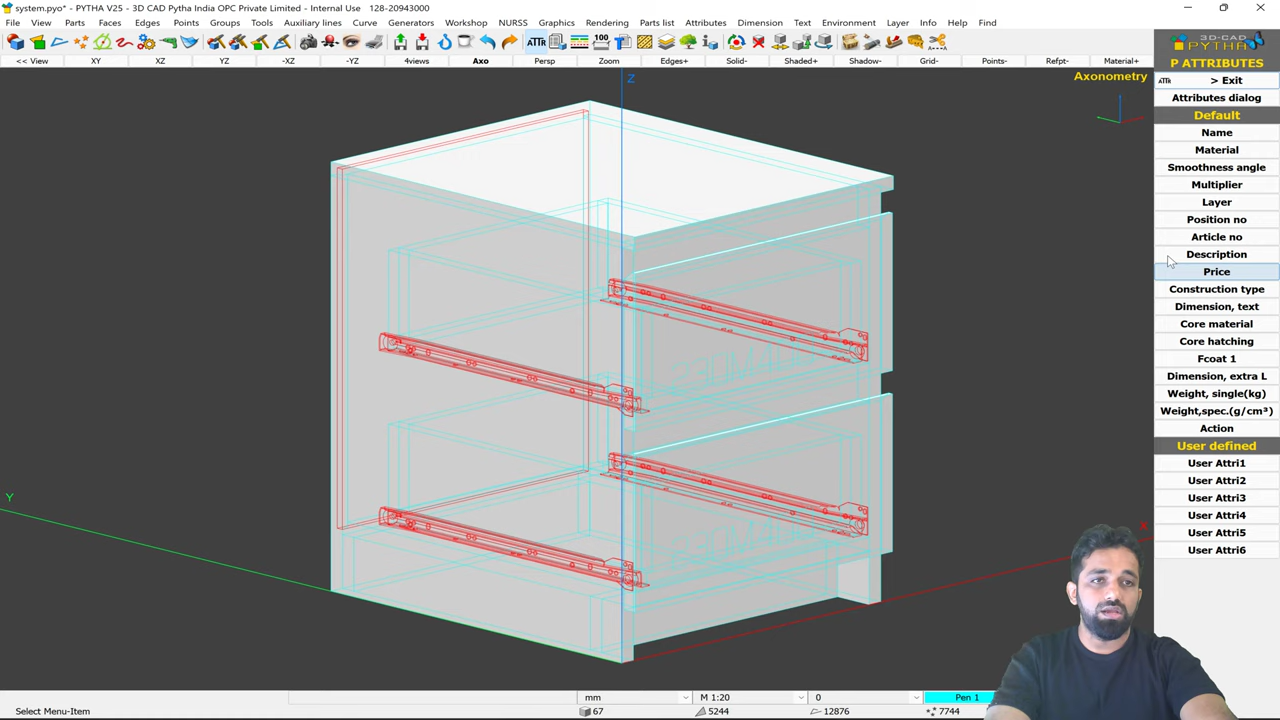 system.pyo* - PYTHA V25 - 3D CAD Pytha India OPC Private Limited - Internal Use 128-20943000
File View Parts Faces Edges Points Groups Tools Auxiliary lines Curve Generators Workshop NURSS Graphics Rendering Parts list Attributes Dimension Text Environment Layer Info Help Find
ATTR 100
<< View XY XZ YZ -XZ -YZ 4views Axo Persp Zoom Edges+ Solid- Shaded+ Shadow- Grid- Points- Refpt- Material+
3D-CAD
PYTHA
P ATTRIBUTES
Axonometry
ATTR > Exit
Attributes dialog
Default
Name
Material
Smoothness angle
Multiplier
Layer
Position no
Article no
Description
Price
Construction type
Dimension, text
Core material
Core hatching
Fcoat 1
Dimension, extra L
Weight, single(kg)
Weight,spec.(g/cm³)
Action
User defined
User Attri1
User Attri2
User Attri3
User Attri4
User Attri5
User Attri6
Z
Y
X
mm M 1:20 0 Pen 1
Select Menu-Item 67 5244 12876 7744